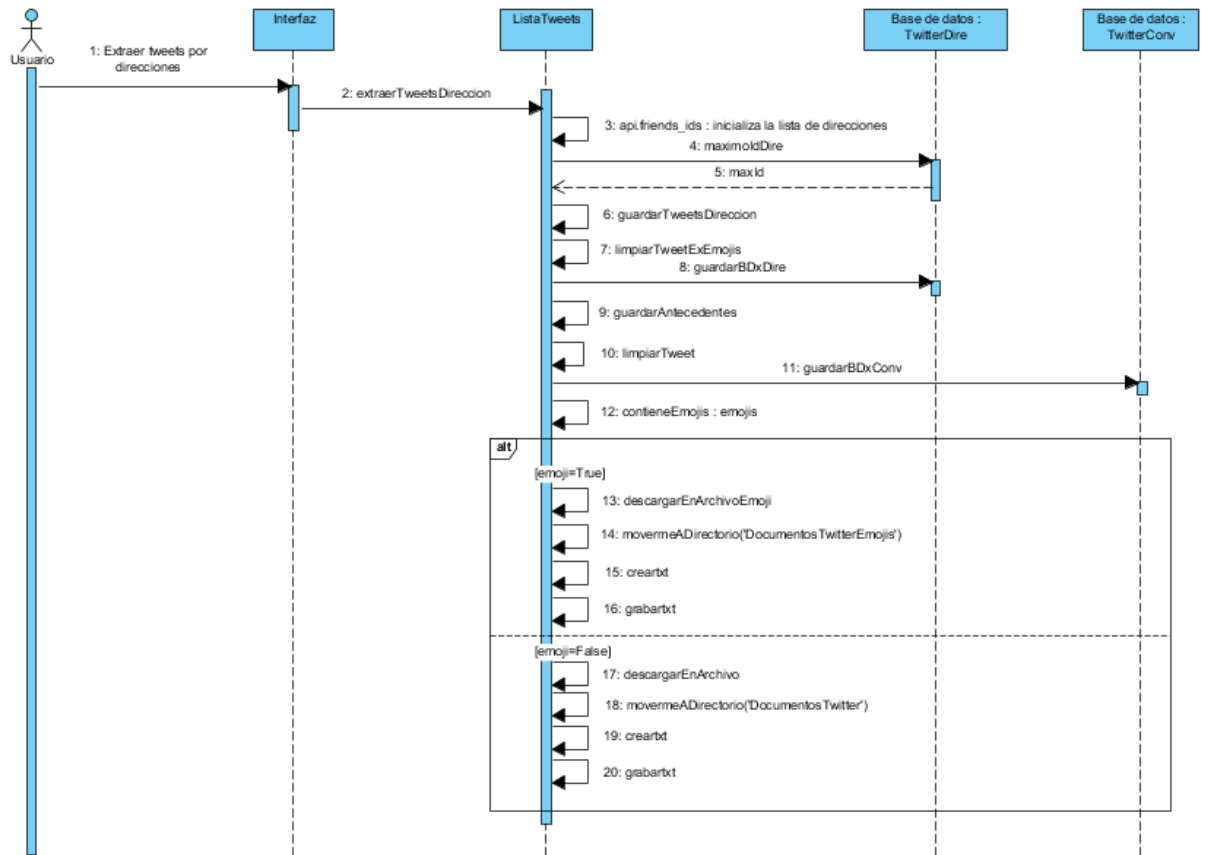 Usuario
Interfaz
ListaTweets
Base de datos :
TwitterDire
Base de datos :
TwitterConv
1: Extraer tweets por
direcciones
2: extraerTweetsDireccion
3: api.friends_ids : inicializa la lista de direcciones
4: maximoIdDire
5: maxId
6: guardarTweetsDireccion
7: limpiarTweetExEmojis
8: guardarBDxDire
9: guardarAntecedentes
10: limpiarTweet
11: guardarBDxConv
12: contieneEmojis : emojis
alt
[emoji=True]
13: descargarEnArchivoEmoji
14: movermeADirectorio('DocumentosTwitterEmojis')
15: creartxt
16: grabartxt
[emoji=False]
17: descargarEnArchivo
18: movermeADirectorio('DocumentosTwitter')
19: creartxt
20: grabartxt